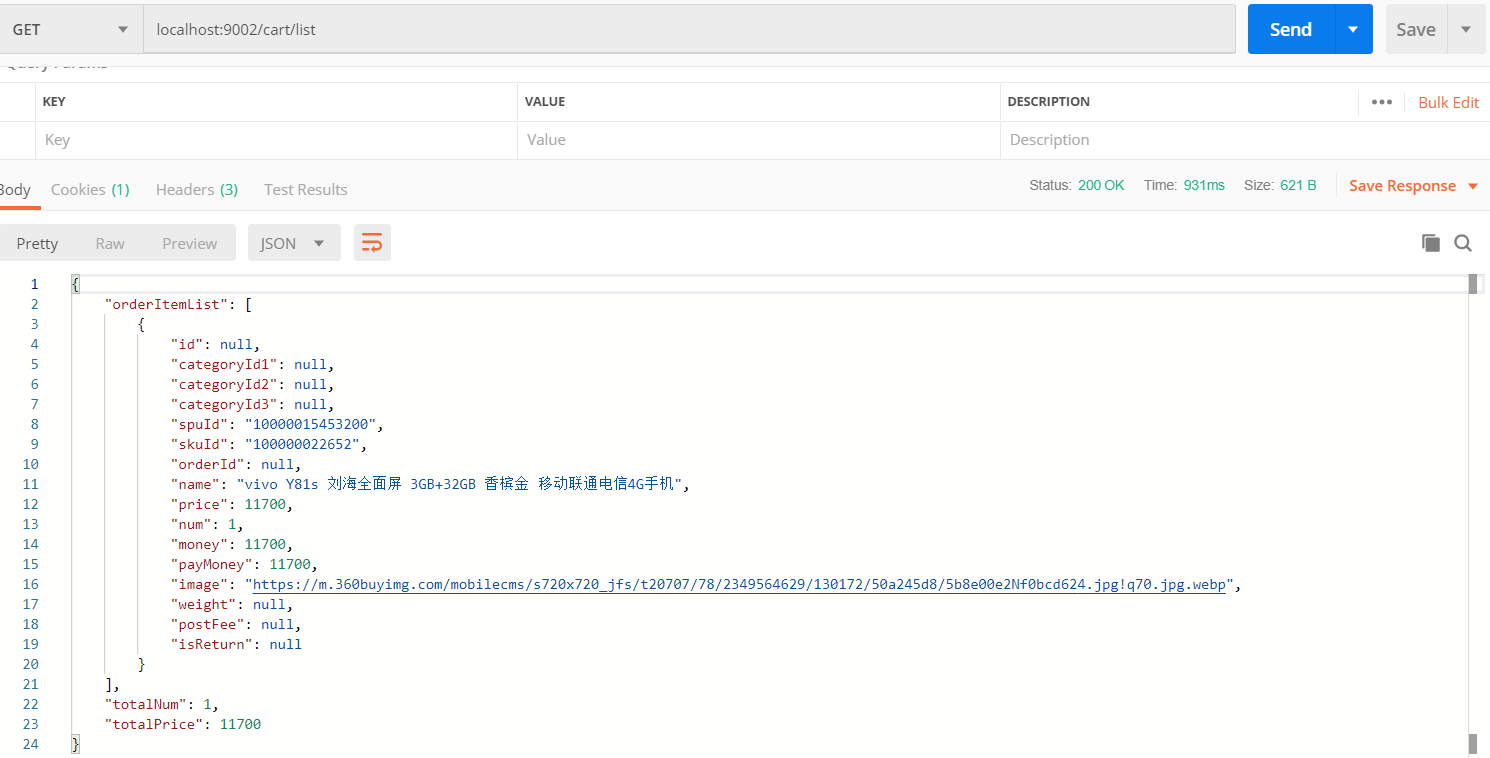 GET localhost:9002/cart/list Send Save
Query Params
KEY VALUE DESCRIPTION ••• Bulk Edit
Key Value Description
Body Cookies (1) Headers (3) Test Results Status: 200 OK Time: 931ms Size: 621 B Save Response
Pretty Raw Preview JSON
1 {
2 "orderItemList": [
3 {
4 "id": null,
5 "categoryId1": null,
6 "categoryId2": null,
7 "categoryId3": null,
8 "spuId": "10000015453200",
9 "skuId": "100000022652",
10 "orderId": null,
11 "name": "vivo Y81s 刘海全面屏 3GB+32GB 香槟金 移动联通电信4G手机",
12 "price": 11700,
13 "num": 1,
14 "money": 11700,
15 "payMoney": 11700,
16 "image": "https://m.360buyimg.com/mobilecms/s720x720_jfs/t20707/78/2349564629/130172/50a245d8/5b8e00e2Nf0bcd624.jpg!q70.jpg.webp",
17 "weight": null,
18 "postFee": null,
19 "isReturn": null
20 }
21 ],
22 "totalNum": 1,
23 "totalPrice": 11700
24 }